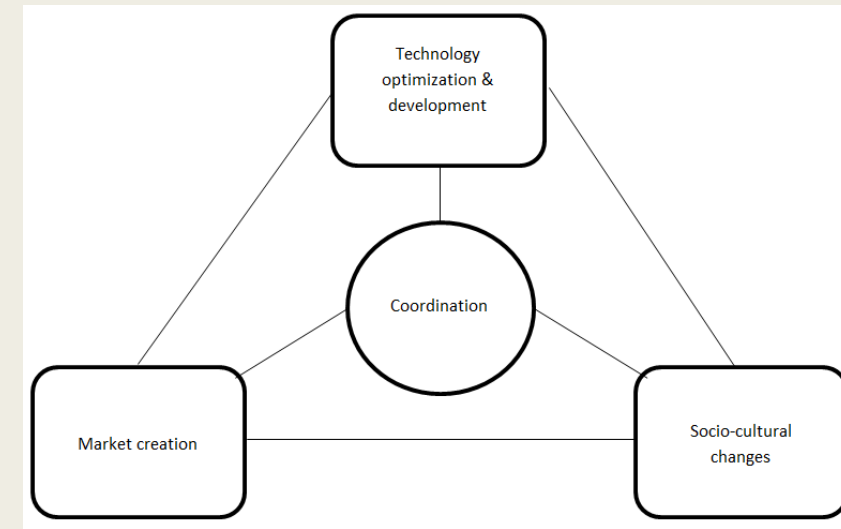 Technology
optimization &
development
Coordination
Market creation
Socio-cultural
changes